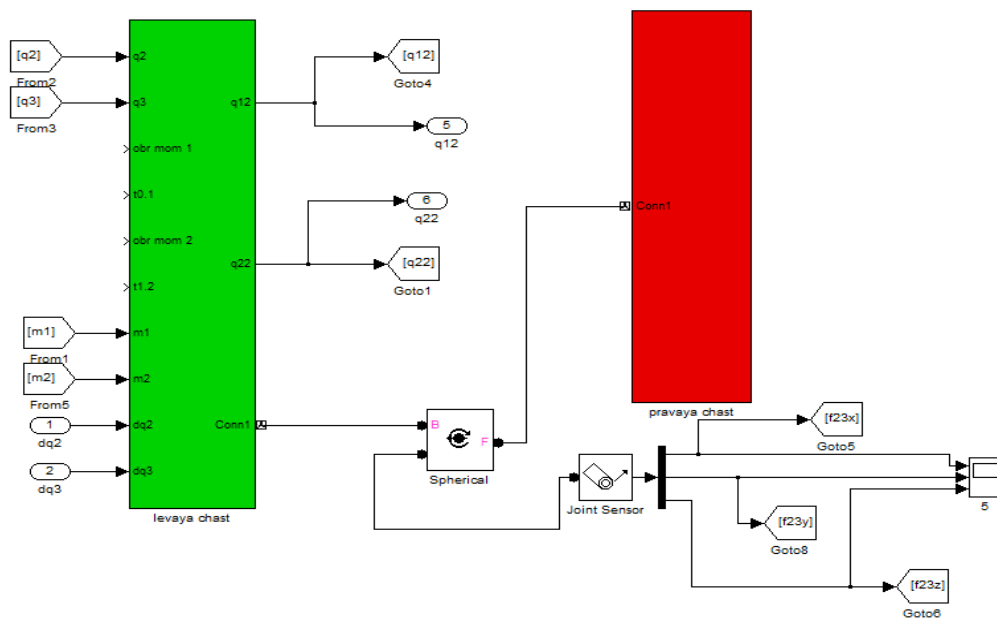 [q2]
From2
[q3]
From3
q2
q3
obr mom 1
t0.1
obr mom 2
t1.2
[m1]
From1
m1
[m2]
From5
m2
1
dq2
dq2
2
dq3
dq3
q12
q22
Conn1
levaya chast
[q12]
Goto4
5
q12
6
q22
[q22]
Goto1
B
F
Spherical
Conn1
pravaya chast
Joint Sensor
[f23x]
Goto5
[f23y]
Goto8
[f23z]
Goto6
5